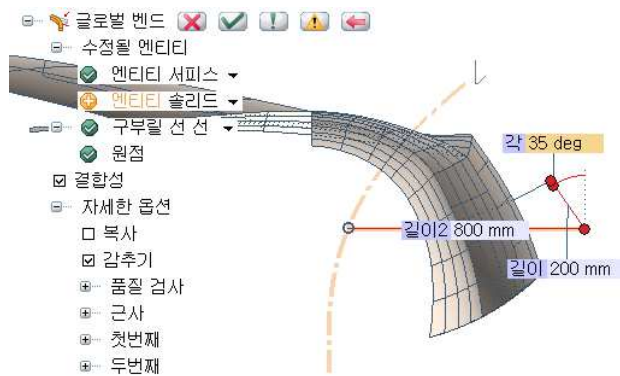 글로벌 벤드
수정될 엔티티
엔티티 서피스
엔티티 솔리드
구부릴 선 선
원점
결합성
자세한 옵션
복사
감추기
품질 검사
근사
첫번째
두번째
각 35 deg
길이2 800 mm
길이 200 mm